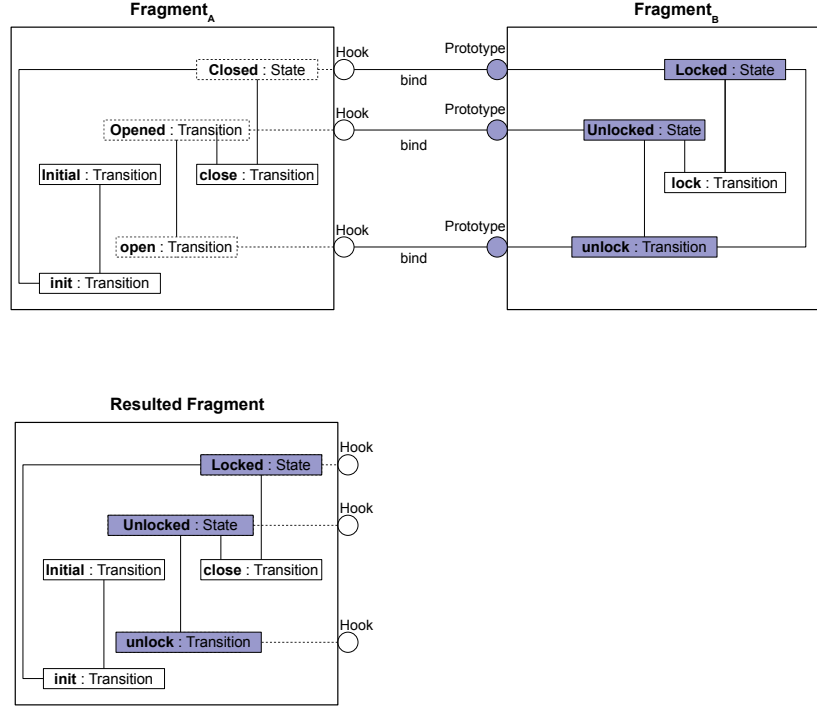 Fragment_A
Fragment_B
Hook
Prototype
Closed : State
bind
Locked : State
Hook
Prototype
Opened : Transition
bind
Unlocked : State
Initial : Transition
close : Transition
lock : Transition
Hook
Prototype
open : Transition
bind
unlock : Transition
init : Transition
Resulted Fragment
Hook
Locked : State
Hook
Unlocked : State
Initial : Transition
close : Transition
Hook
unlock : Transition
init : Transition